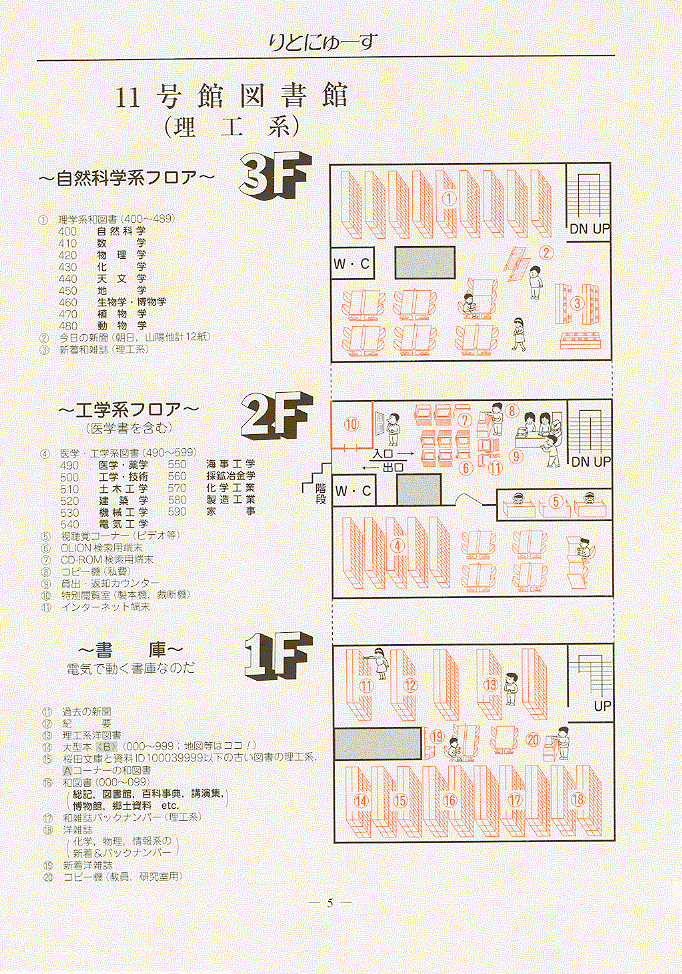 りとにゅーす
11号館図書館
(理工系)
～自然科学系フロア～
3F
① 理学系和図書(400～489)
400 自然科学
410 数学
420 物理学
430 化学
440 天文学
450 地学
460 生物学・博物学
470 植物学
480 動物学
② 今日の新聞(朝日，山陽他計12紙)
③ 新着和雑誌(理工系)
①
DN UP
W・C
②
③
～工学系フロア～
(医学書を含む)
2F
④ 医学・工学系図書(490～599)
490 医学・薬学 550 海事工学
500 工学・技術 560 採鉱冶金学
510 土木工学 570 化学工業
520 建築学 580 製造工業
530 機械工学 590 家事
540 電気工学
⑤ 視聴覚コーナー(ビデオ等)
⑥ OLION検索用端末
⑦ CD-ROM検索用端末
⑧ コピー機(私費)
⑨ 貸出・返却カウンター
⑩ 特別閲覧室(製本機，裁断機)
⑪ インターネット端末
⑩
⑦
⑧
⑨
入口→
←出口
⑥
⑪
DN UP
階段
W・C
⑤
④
～書庫～
電気で動く書庫なのだ
1F
⑪ 過去の新聞
⑫ 紀要
⑬ 理工系洋図書
⑭ 大型本〈B〉(000～999；地図等はココ！)
⑮ 桜田文庫と資料ID100039999以下の古い図書の理工系，
Aコーナーの和図書
⑯ 和図書(000～099)
(総記，図書館，百科事典，講演集，
博物館，郷土資料 etc.)
⑰ 和雑誌バックナンバー(理工系)
⑱ 洋雑誌
(化学，物理，情報系の
新着&バックナンバー)
⑲ 新着洋雑誌
⑳ コピー機(教員，研究室用)
⑪
⑫
⑬
UP
⑲
⑳
⑭
⑮
⑯
⑰
⑱
— 5 —